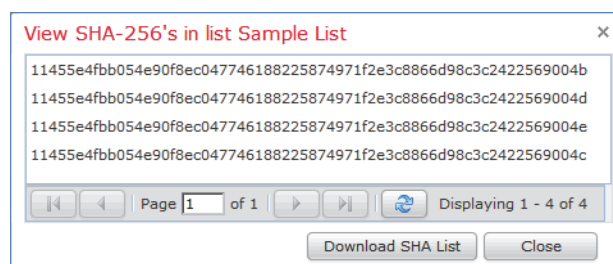 View SHA-256's in list Sample List
11455e4fbb054e90f8ec047746188225874971f2e3c8866d98c3c2422569004b
11455e4fbb054e90f8ec047746188225874971f2e3c8866d98c3c2422569004d
11455e4fbb054e90f8ec047746188225874971f2e3c8866d98c3c2422569004e
11455e4fbb054e90f8ec047746188225874971f2e3c8866d98c3c2422569004c
Page 1 of 1 Displaying 1 - 4 of 4
Download SHA List Close